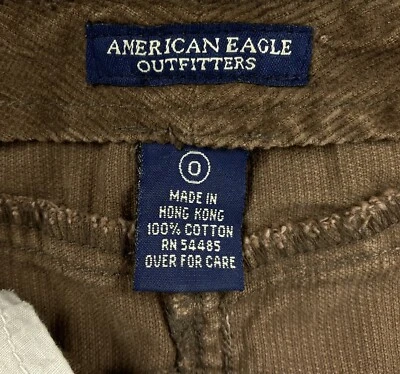 AMERICAN EAGLE
OUTFITTERS
0
MADE IN
HONG KONG
100% COTTON
RN 54485
OVER FOR CARE